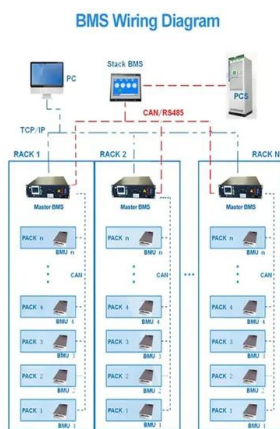 BMS Wiring Diagram
PC
Stack BMS
PCS
CAN/RS485
TCP/IP
RACK 1
RACK 2
RACK N
Master BMS
Master BMS
Master BMS
PACK n
BMU n
PACK n
BMU n
PACK n
BMU n
CAN
CAN
PACK 4
BMU 4
PACK 4
BMU 4
PACK 4
BMU 4
PACK 3
BMU 3
PACK 3
BMU 3
PACK 3
BMU 3
PACK 2
BMU 2
PACK 2
BMU 2
PACK 2
BMU 2
PACK 1
BMU 1
PACK 1
BMU 1
PACK 1
BMU 1